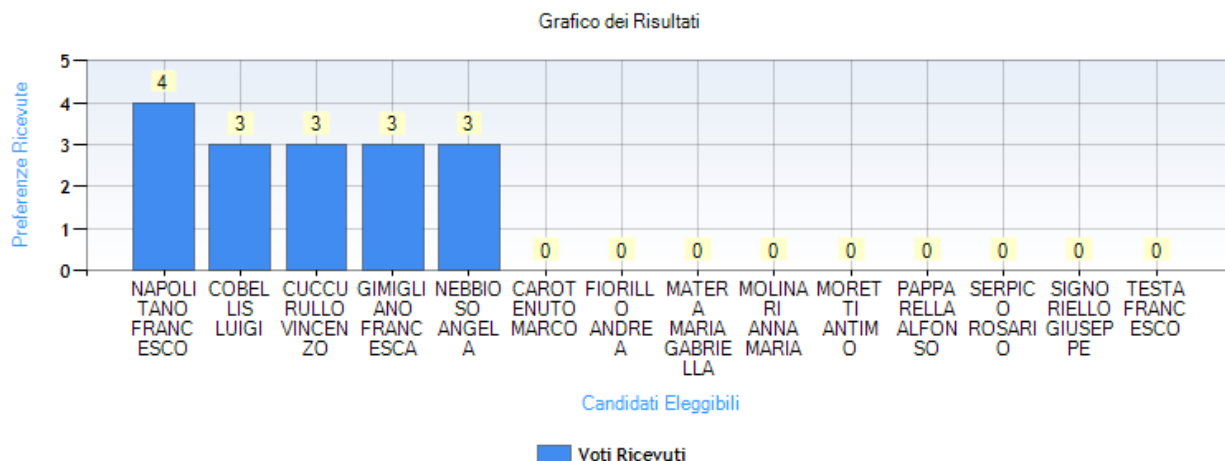 Grafico dei Risultati
Preferenze Ricevute
5
4
3
2
1
0
4
3
3
3
3
0
0
0
0
0
0
0
0
0
NAPOLI
TANO
FRANC
ESCO
COBEL
LIS
LUIGI
CUCCU
RULLO
VINCEN
ZO
GIMIGLI
ANO
FRANC
ESCA
NEBBIO
SO
ANGEL
A
CAROT
ENUTO
MARCO
FIORILL
O
ANDRE
A
MATER
A
MARIA
GABRIE
LLA
MOLINA
RI
ANNA
MARIA
MORET
TI
ANTIM
O
PAPPA
RELLA
ALFON
SO
SERPIC
O
ROSARI
O
SIGNO
RIELLO
GIUSEP
PE
TESTA
FRANC
ESCO
Candidati Eleggibili
Voti Ricevuti